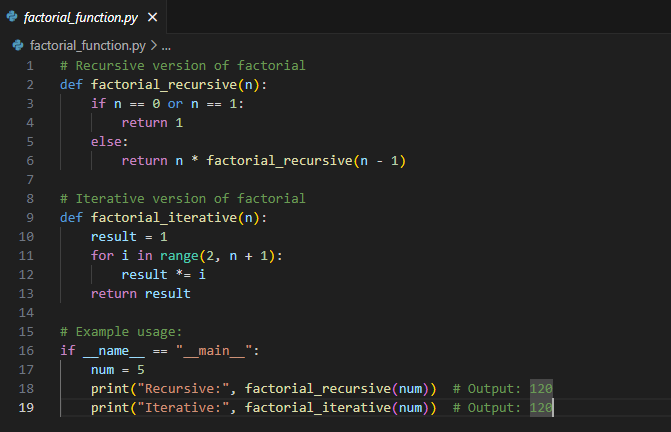 factorial_function.py ×
factorial_function.py > ...
1 # Recursive version of factorial
2 def factorial_recursive(n):
3     if n == 0 or n == 1:
4         return 1
5     else:
6         return n * factorial_recursive(n - 1)
7
8 # Iterative version of factorial
9 def factorial_iterative(n):
10     result = 1
11     for i in range(2, n + 1):
12         result *= i
13     return result
14
15 # Example usage:
16 if __name__ == "__main__":
17     num = 5
18     print("Recursive:", factorial_recursive(num))  # Output: 120
19     print("Iterative:", factorial_iterative(num))  # Output: 120